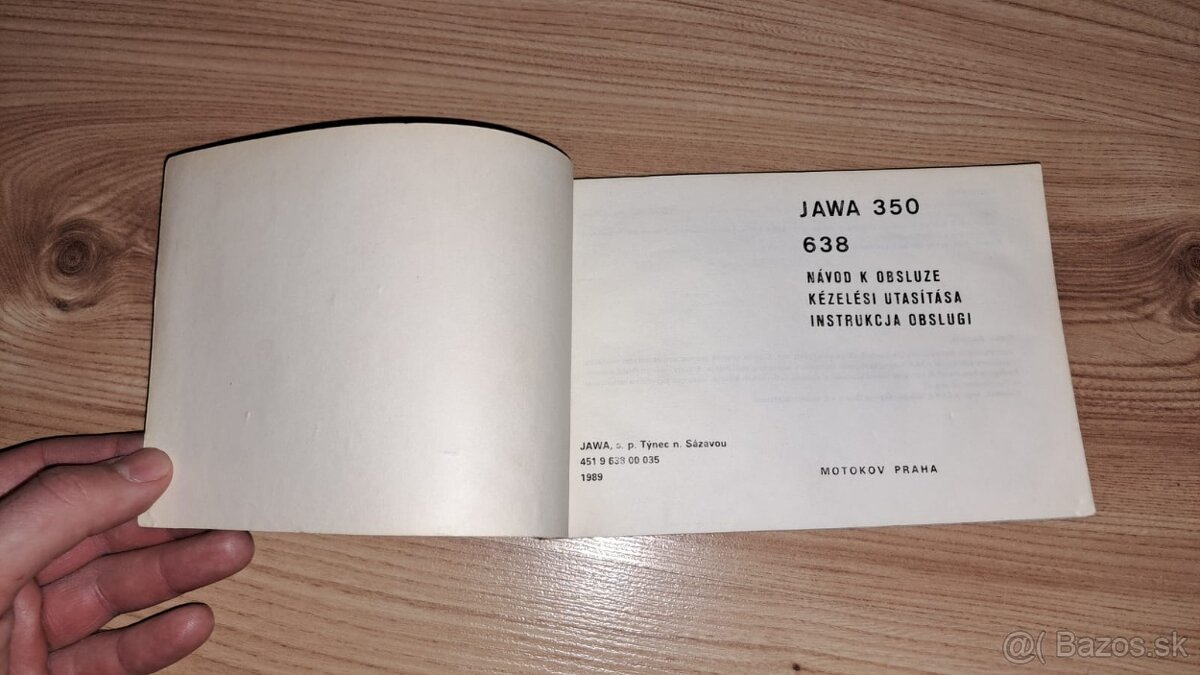 JAWA 350
638
NÁVOD K OBSLUZE
KÉZELÉSI UTASÍTÁSA
INSTRUKCJA OBSLUGI
JAWA, s. p. Týnec n. Sázavou
451 9 638 00 035
1989
MOTOKOV PRAHA
@( Bazos.sk